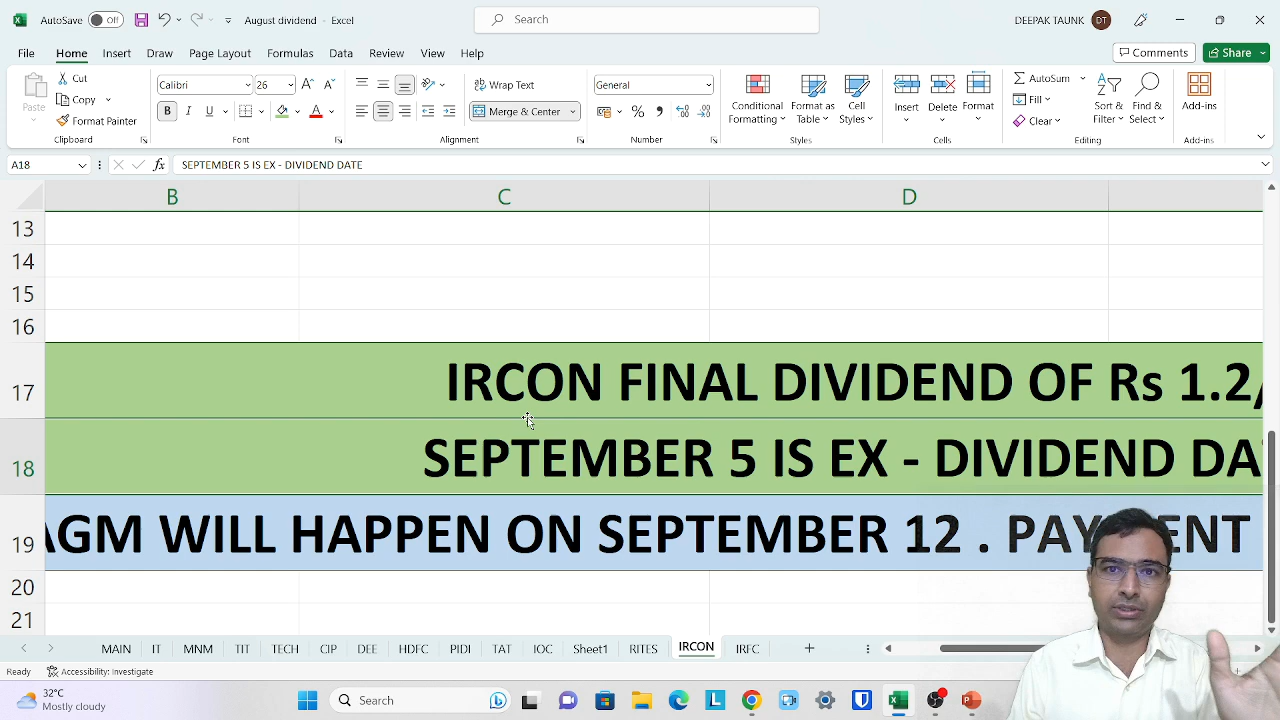 AutoSave Off August dividend - Excel Search DEEPAK TAUNK DT
File Home Insert Draw Page Layout Formulas Data Review View Help Comments Share
Paste Cut Copy Format Painter Clipboard
Calibri 26 B I U Font
Wrap Text Merge & Center Alignment
General % , Number
Conditional Formatting Format as Table Cell Styles Styles
Insert Delete Format Cells
AutoSum Fill Clear Sort & Filter Find & Select Editing
Add-ins Add-ins
A18 fx SEPTEMBER 5 IS EX - DIVIDEND DATE
B C D
13
14
15
16
17 IRCON FINAL DIVIDEND OF Rs 1.2/
18 SEPTEMBER 5 IS EX - DIVIDEND DA
19 AGM WILL HAPPEN ON SEPTEMBER 12 . PAYMENT
20
21
MAIN IT MNM TIT TECH CIP DEE HDFC PIDI TAT IOC Sheet1 RITES IRCON IRFC
Ready Accessibility: Investigate
32°C
Mostly cloudy
Search